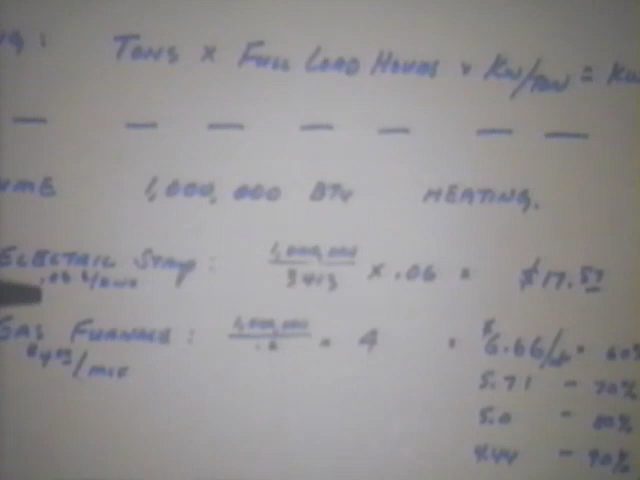 TONS x FULL LOAD HOURS x KW/TON = KW
1,000,000 BTU HEATING.
ELECTRIC STRIP : 1,000,000 / 3413 x .06 = $17.57
GAS FURNACE : 1,000,000 / .6 x 4 = $6.66/ = 60%
/MCF
5.71 - 70%
5.0 - 80%
4.44 - 90%